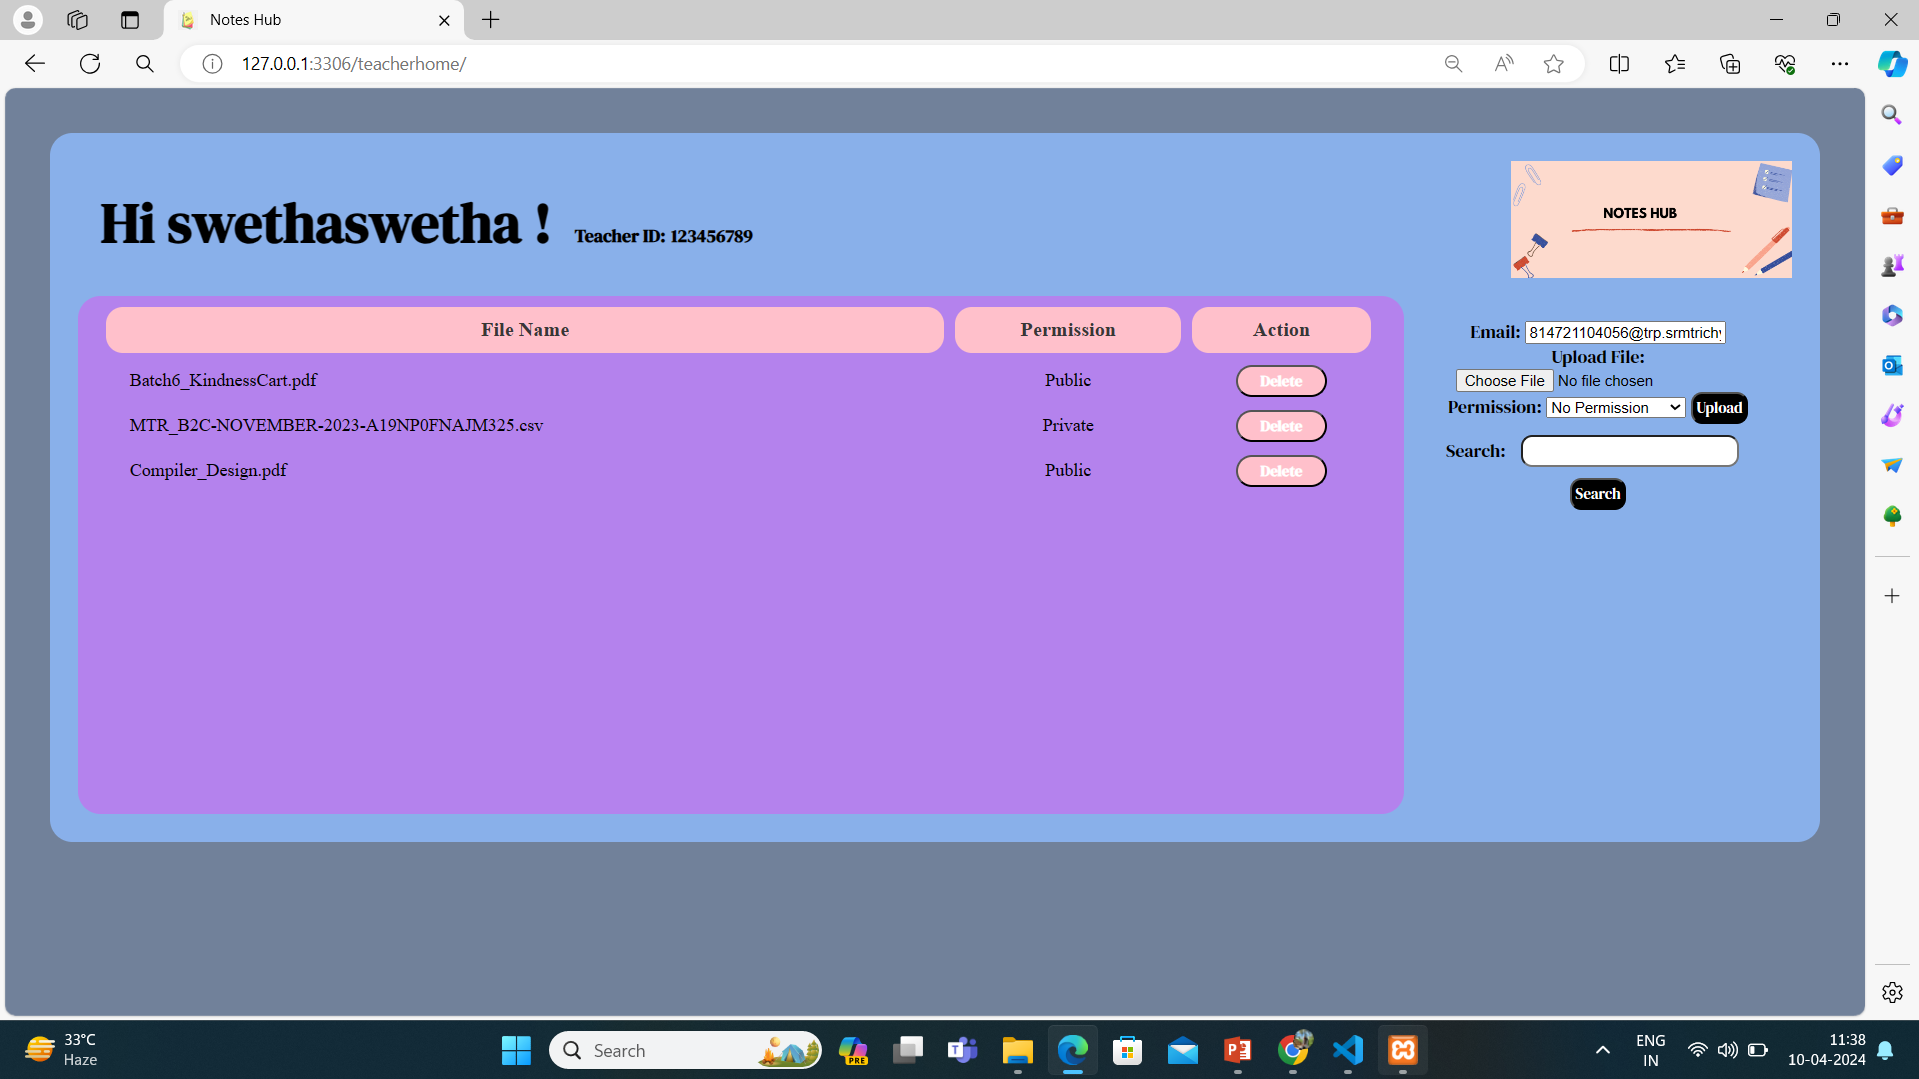 Notes Hub
127.0.0.1:3306/teacherhome/
Hi swethaswetha ! Teacher ID: 123456789
NOTES HUB
File Name Permission Action
Batch6_KindnessCart.pdf Public Delete
MTR_B2C-NOVEMBER-2023-A19NP0FNAJM325.csv Private Delete
Compiler_Design.pdf Public Delete
Email: 814721104056@trp.srmtrichy
Upload File:
Choose File No file chosen
Permission: No Permission Upload
Search:
Search
33°C
Haze
Search
PRE
ENG
IN
11:38
10-04-2024